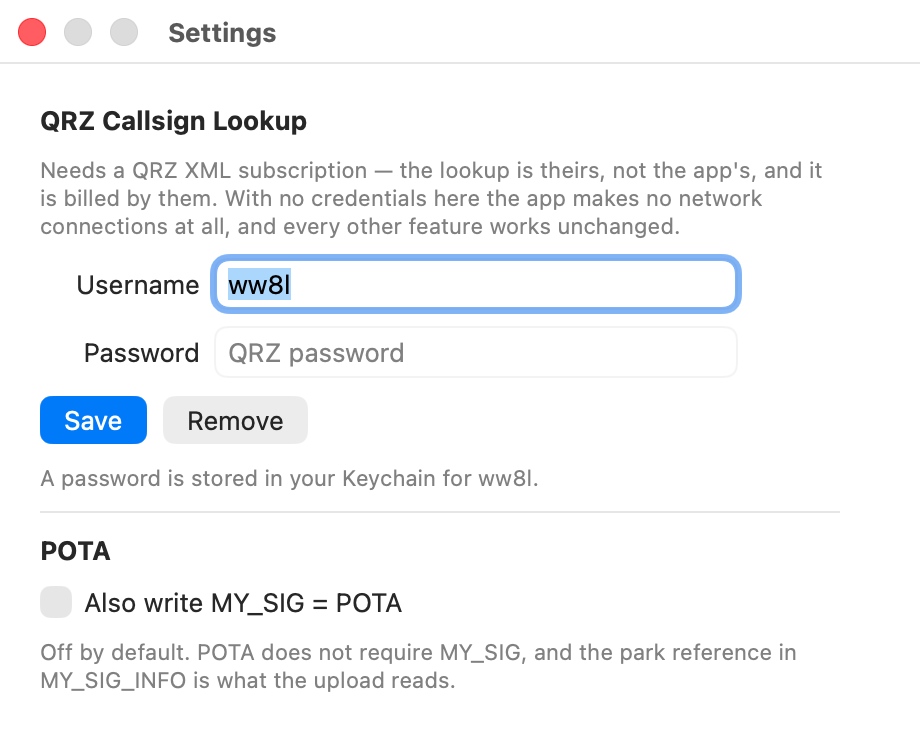 Settings
QRZ Callsign Lookup
Needs a QRZ XML subscription — the lookup is theirs, not the app's, and it
is billed by them. With no credentials here the app makes no network
connections at all, and every other feature works unchanged.
Username ww8l
Password QRZ password
Save Remove
A password is stored in your Keychain for ww8l.
POTA
Also write MY_SIG = POTA
Off by default. POTA does not require MY_SIG, and the park reference in
MY_SIG_INFO is what the upload reads.